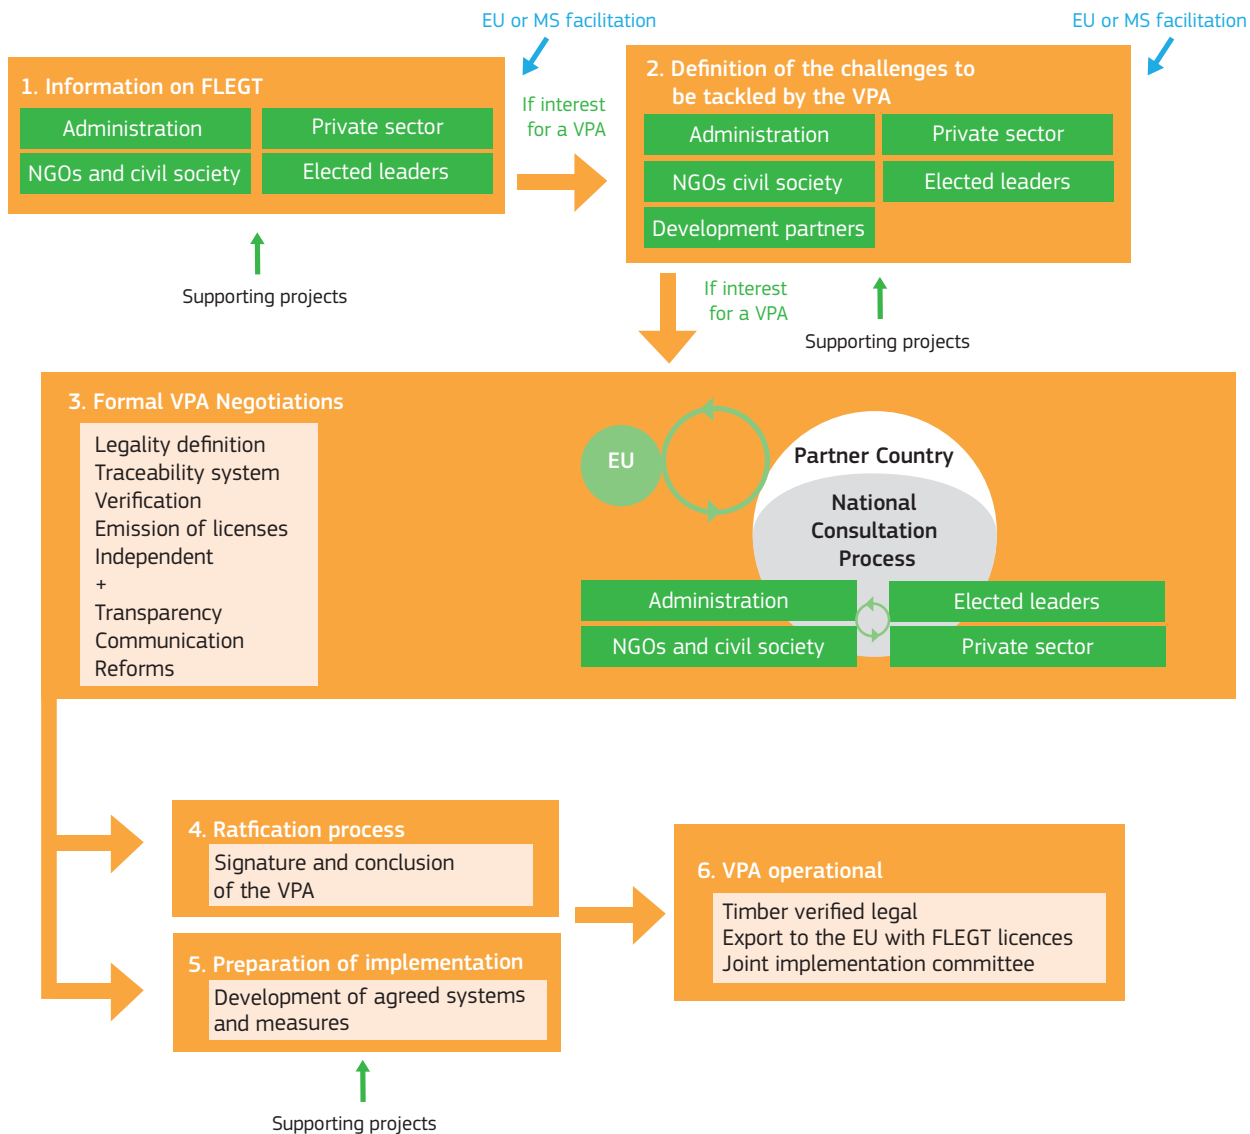 EU or MS facilitation
EU or MS facilitation
1. Information on FLEGT
Administration
Private sector
NGOs and civil society
Elected leaders
Supporting projects
If interest
for a VPA
2. Definition of the challenges to
be tackled by the VPA
Administration
Private sector
NGOs civil society
Elected leaders
Development partners
If interest
for a VPA
Supporting projects
3. Formal VPA Negotiations
Legality definition
Traceability system
Verification
Emission of licenses
Independent
+
Transparency
Communication
Reforms
EU
Partner Country
National
Consultation
Process
Administration
Elected leaders
NGOs and civil society
Private sector
4. Ratfication process
Signature and conclusion
of the VPA
5. Preparation of implementation
Development of agreed systems
and measures
Supporting projects
6. VPA operational
Timber verified legal
Export to the EU with FLEGT licences
Joint implementation committee